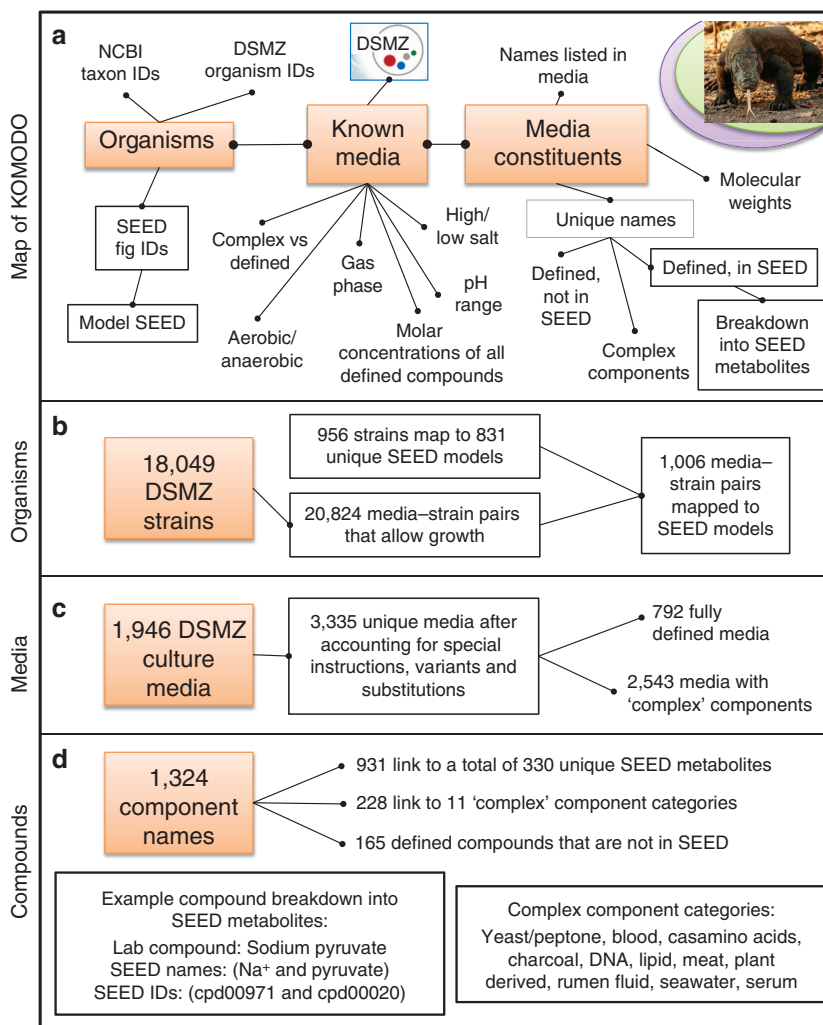 Map of KOMODO
a
NCBI
taxon IDs
DSMZ
organism IDs
DSMZ
Names listed in
media
Organisms
Known
media
Media
constituents
Molecular
weights
SEED
fig IDs
Model SEED
Complex vs
defined
Aerobic/
anaerobic
Gas
phase
High/
low salt
pH
range
Molar
concentrations of all
defined compounds
Unique names
Defined,
not in
SEED
Complex
components
Defined, in SEED
Breakdown
into SEED
metabolites
Organisms
b
18,049
DSMZ
strains
956 strains map to 831
unique SEED models
20,824 media–strain pairs
that allow growth
1,006 media–
strain pairs
mapped to
SEED models
Media
c
1,946 DSMZ
culture
media
3,335 unique media after
accounting for special
instructions, variants and
substitutions
792 fully
defined media
2,543 media with
‘complex’ components
Compounds
d
1,324
component
names
931 link to a total of 330 unique SEED metabolites
228 link to 11 ‘complex’ component categories
165 defined compounds that are not in SEED
Example compound breakdown into
SEED metabolites:
Lab compound: Sodium pyruvate
SEED names: (Na⁺ and pyruvate)
SEED IDs: (cpd00971 and cpd00020)
Complex component categories:
Yeast/peptone, blood, casamino acids,
charcoal, DNA, lipid, meat, plant
derived, rumen fluid, seawater, serum